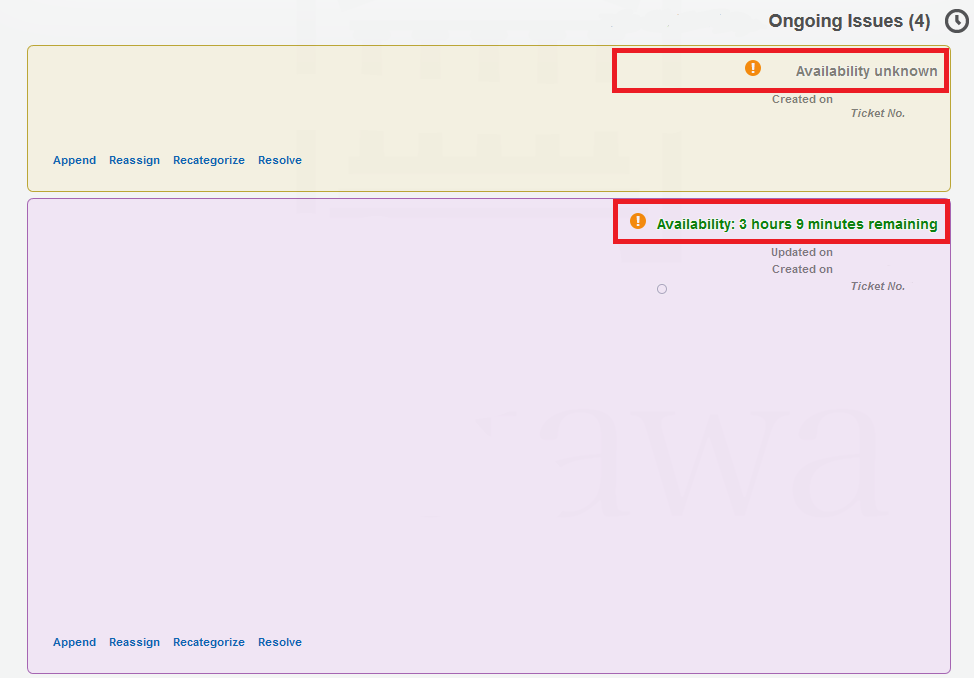 Ongoing Issues (4)
Availability unknown
Created on
Ticket No.
Append Reassign Recategorize Resolve
Availability: 3 hours 9 minutes remaining
Updated on
Created on
Ticket No.
awa
Append Reassign Recategorize Resolve